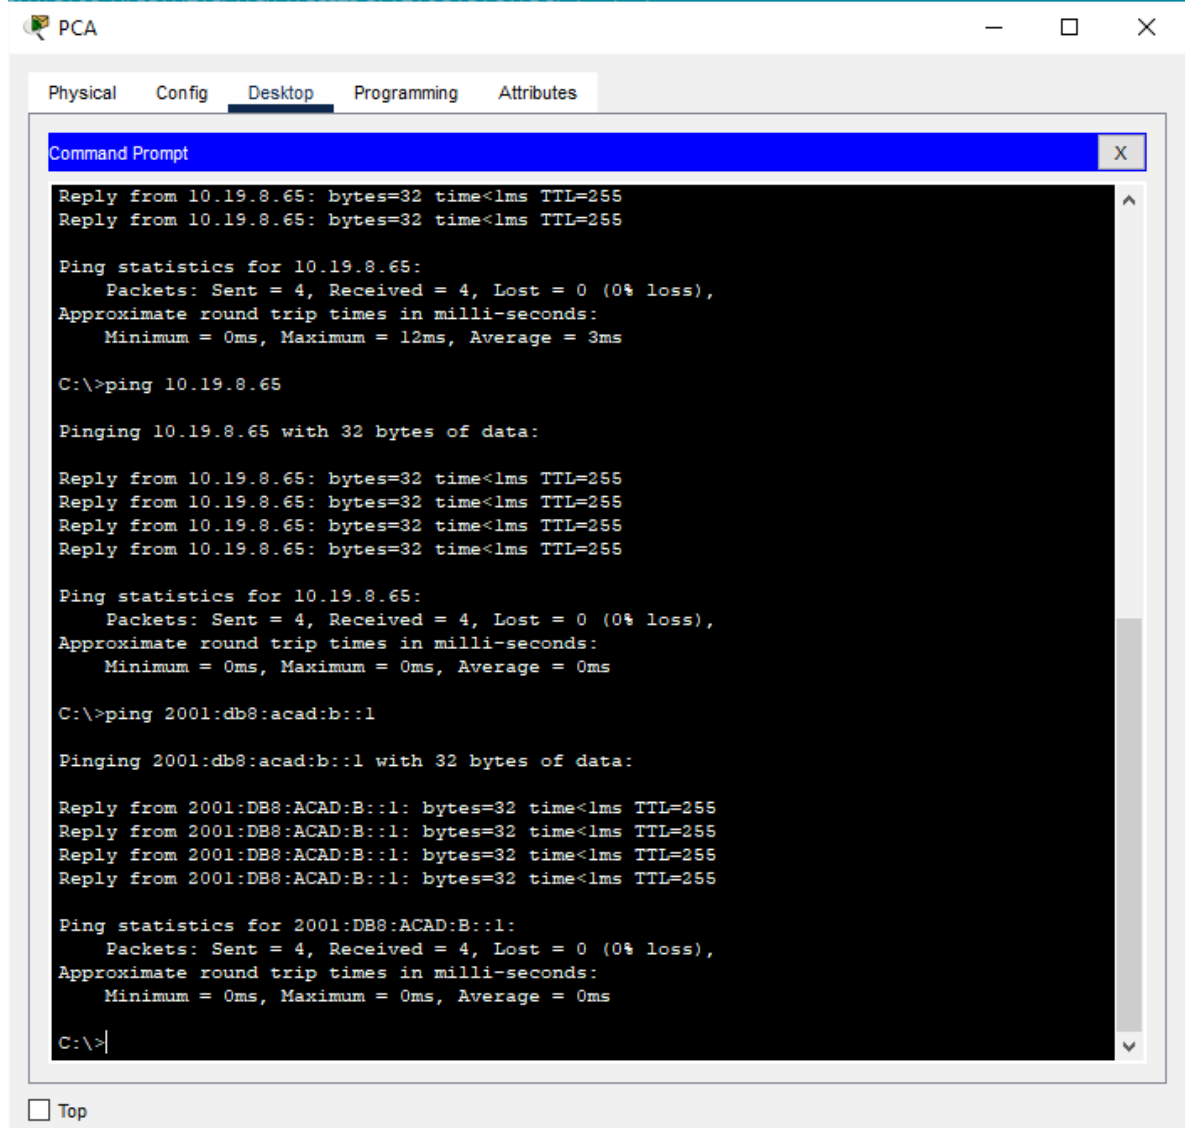 PCA
Physical Config Desktop Programming Attributes
Command Prompt X
Reply from 10.19.8.65: bytes=32 time<1ms TTL=255
Reply from 10.19.8.65: bytes=32 time<1ms TTL=255
Ping statistics for 10.19.8.65:
Packets: Sent = 4, Received = 4, Lost = 0 (0% loss),
Approximate round trip times in milli-seconds:
Minimum = 0ms, Maximum = 12ms, Average = 3ms
C:\>ping 10.19.8.65
Pinging 10.19.8.65 with 32 bytes of data:
Reply from 10.19.8.65: bytes=32 time<1ms TTL=255
Reply from 10.19.8.65: bytes=32 time<1ms TTL=255
Reply from 10.19.8.65: bytes=32 time<1ms TTL=255
Reply from 10.19.8.65: bytes=32 time<1ms TTL=255
Ping statistics for 10.19.8.65:
Packets: Sent = 4, Received = 4, Lost = 0 (0% loss),
Approximate round trip times in milli-seconds:
Minimum = 0ms, Maximum = 0ms, Average = 0ms
C:\>ping 2001:db8:acad:b::1
Pinging 2001:db8:acad:b::1 with 32 bytes of data:
Reply from 2001:DB8:ACAD:B::1: bytes=32 time<1ms TTL=255
Reply from 2001:DB8:ACAD:B::1: bytes=32 time<1ms TTL=255
Reply from 2001:DB8:ACAD:B::1: bytes=32 time<1ms TTL=255
Reply from 2001:DB8:ACAD:B::1: bytes=32 time<1ms TTL=255
Ping statistics for 2001:DB8:ACAD:B::1:
Packets: Sent = 4, Received = 4, Lost = 0 (0% loss),
Approximate round trip times in milli-seconds:
Minimum = 0ms, Maximum = 0ms, Average = 0ms
C:\>
Top